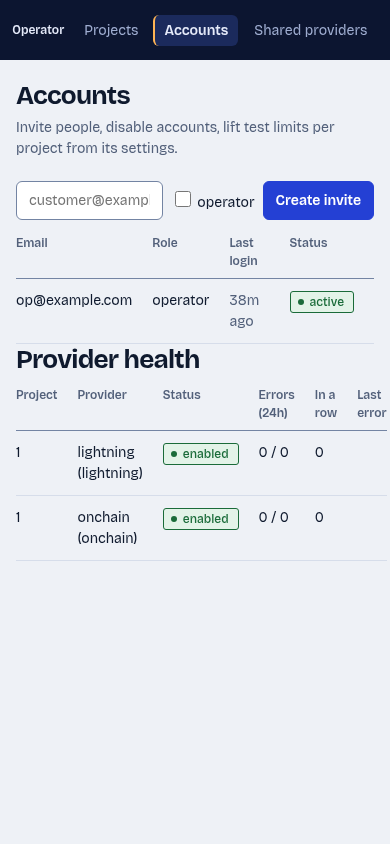 Operator Projects Accounts Shared providers
Accounts
Invite people, disable accounts, lift test limits per
project from its settings.
customer@examp operator Create invite
Email Role Last login Status
op@example.com operator 38m ago active
Provider health
Project Provider Status Errors (24h) In a row Last error
1 lightning (lightning) enabled 0 / 0 0
1 onchain (onchain) enabled 0 / 0 0